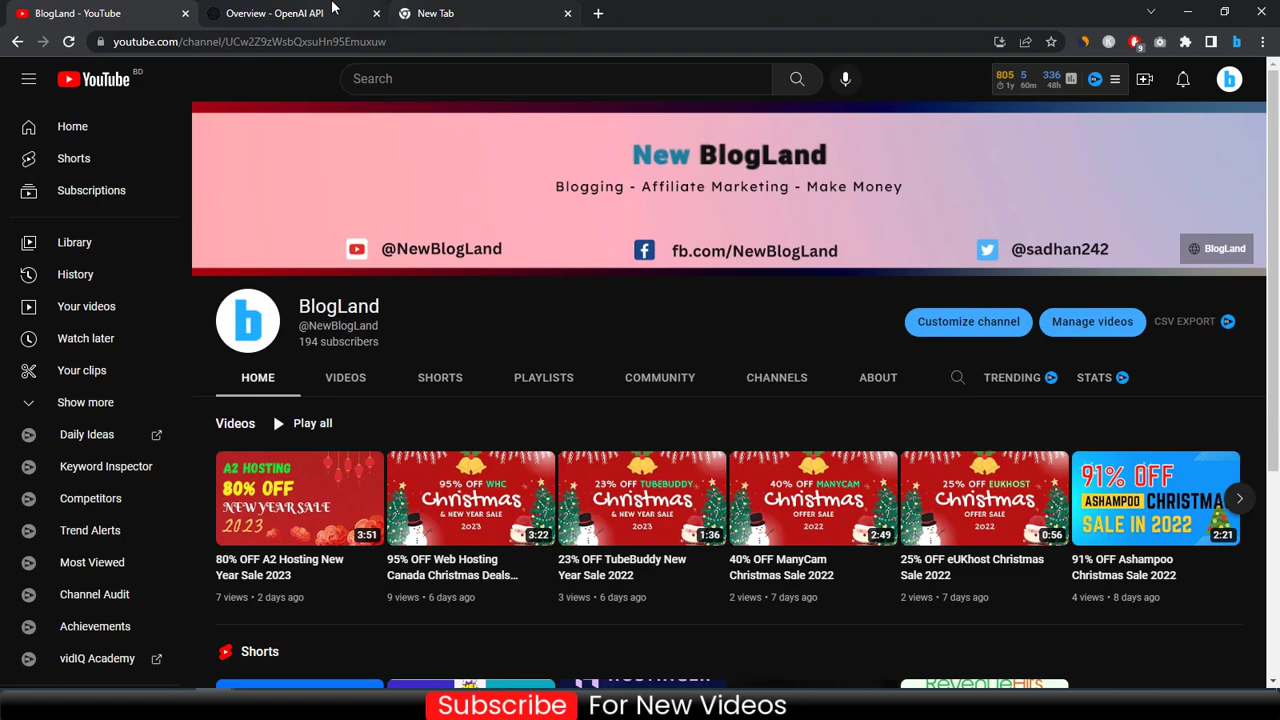 BlogLand - YouTube
Overview - OpenAI API
New Tab
youtube.com/channel/UCw2Z9zWsbQxsuHn95Emuxuw
9
YouTube BD
Search
805 5 336
1y 60m 48h
b
Home
Shorts
Subscriptions
Library
History
Your videos
Watch later
Your clips
Show more
Daily Ideas
Keyword Inspector
Competitors
Trend Alerts
Most Viewed
Channel Audit
Achievements
vidIQ Academy
New BlogLand
Blogging - Affiliate Marketing - Make Money
@NewBlogLand
fb.com/NewBlogLand
@sadhan242
BlogLand
b
BlogLand
@NewBlogLand
194 subscribers
Customize channel
Manage videos
CSV EXPORT
HOME
VIDEOS
SHORTS
PLAYLISTS
COMMUNITY
CHANNELS
ABOUT
TRENDING
STATS
Videos
Play all
A2 HOSTING
80% OFF
NEW YEAR SALE
2023
3:51
80% OFF A2 Hosting New
Year Sale 2023
7 views • 2 days ago
95% OFF WHC
Christmas
& NEW YEAR SALE
2023
3:22
95% OFF Web Hosting
Canada Christmas Deals...
9 views • 6 days ago
23% OFF TUBEBUDDY
Christmas
& NEW YEAR SALE
2022
1:36
23% OFF TubeBuddy New
Year Sale 2022
3 views • 6 days ago
40% OFF MANYCAM
Christmas
OFFER SALE
2022
2:49
40% OFF ManyCam
Christmas Sale 2022
2 views • 7 days ago
25% OFF EUKHOST
Christmas
OFFER SALE
2022
0:56
25% OFF eUKhost Christmas
Sale 2022
2 views • 7 days ago
91% OFF
ASHAMPOO CHRISTMA
SALE IN 2022
2:21
91% OFF Ashampoo
Christmas Sale 2022
4 views • 8 days ago
Shorts
RevenueHits
Subscribe For New Videos